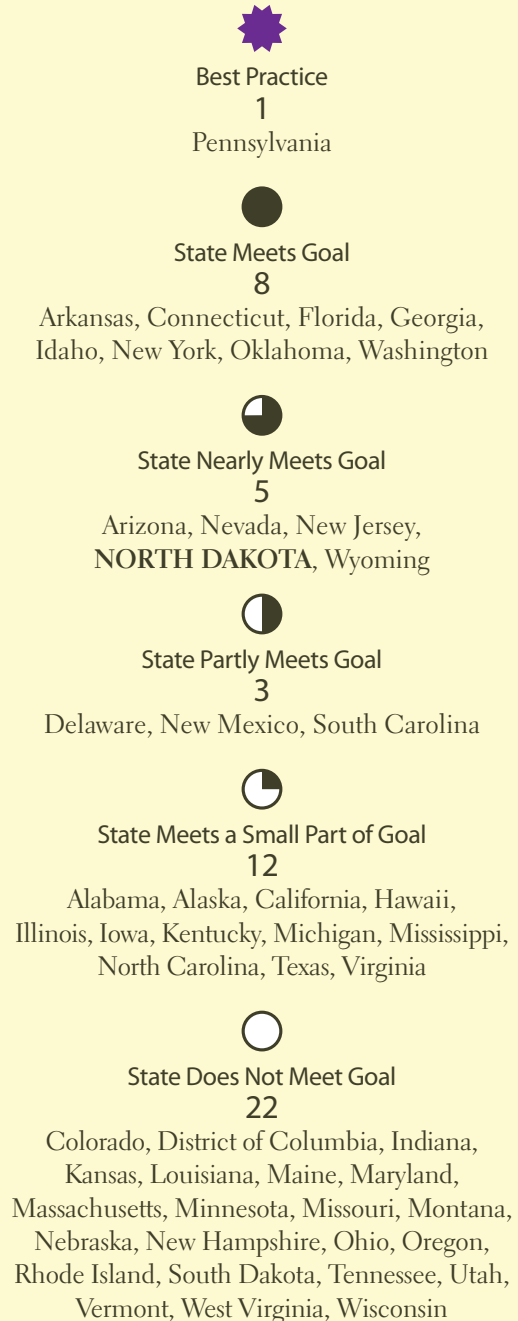 Best Practice
1
Pennsylvania
State Meets Goal
8
Arkansas, Connecticut, Florida, Georgia,
Idaho, New York, Oklahoma, Washington
State Nearly Meets Goal
5
Arizona, Nevada, New Jersey,
NORTH DAKOTA, Wyoming
State Partly Meets Goal
3
Delaware, New Mexico, South Carolina
State Meets a Small Part of Goal
12
Alabama, Alaska, California, Hawaii,
Illinois, Iowa, Kentucky, Michigan, Mississippi,
North Carolina, Texas, Virginia
State Does Not Meet Goal
22
Colorado, District of Columbia, Indiana,
Kansas, Louisiana, Maine, Maryland,
Massachusetts, Minnesota, Missouri, Montana,
Nebraska, New Hampshire, Ohio, Oregon,
Rhode Island, South Dakota, Tennessee, Utah,
Vermont, West Virginia, Wisconsin